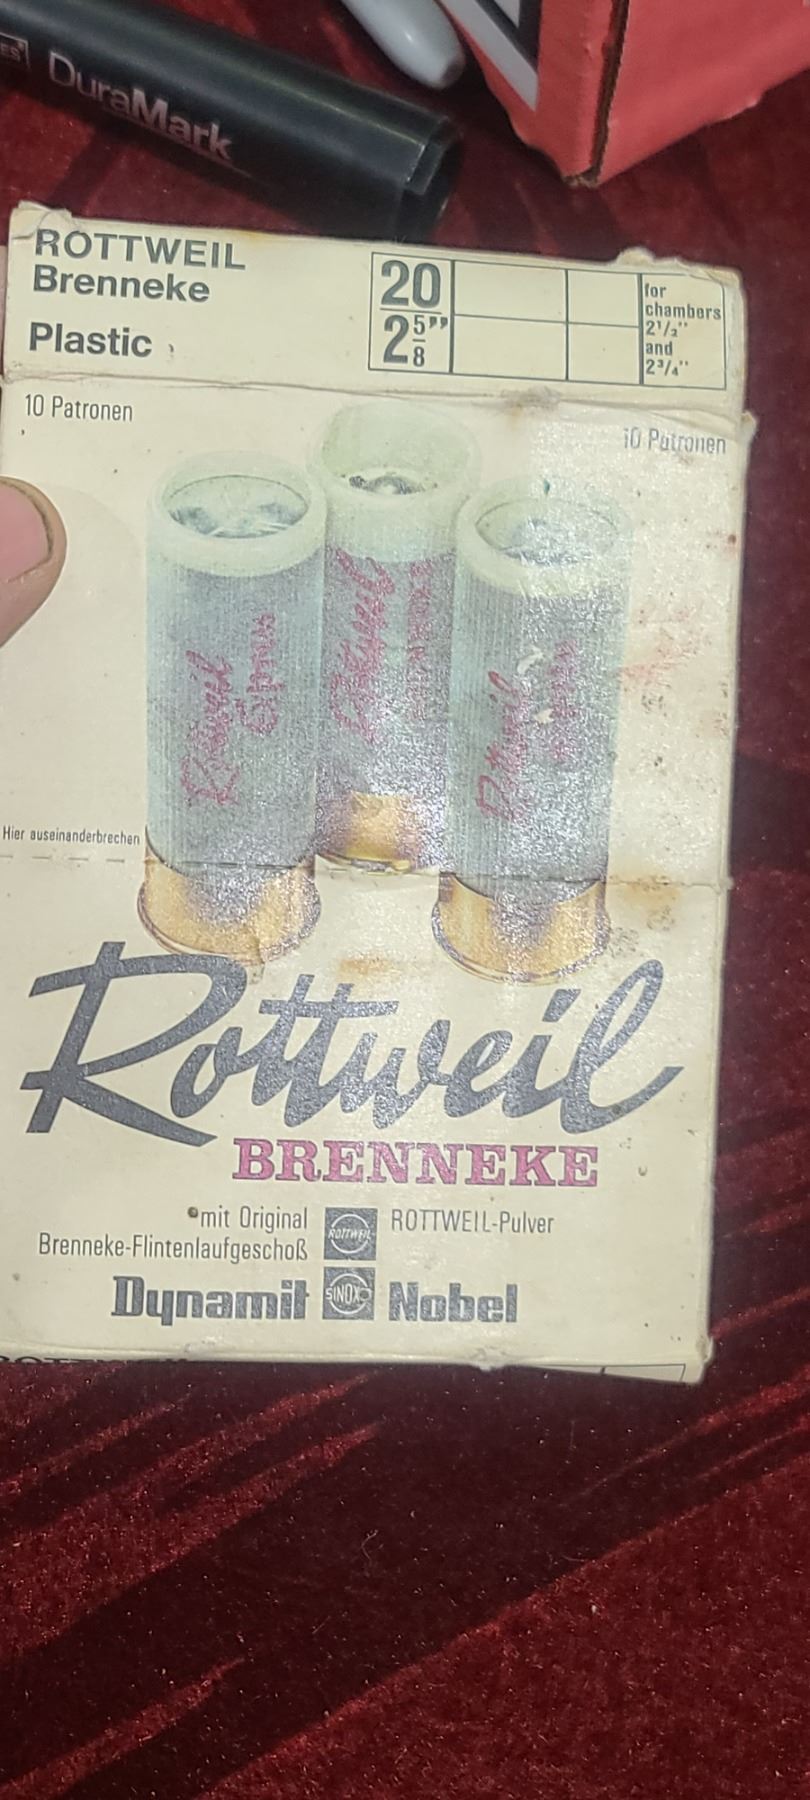 DuraMark
ROTTWEIL
Brenneke
Plastic
20
2 5/8"
for
chambers
2 1/2"
and
2 3/4"
10 Patronen
10 Patronen
Rottweil
Express
Rottweil
BRENNEKE
Rottweil
Express
Hier auseinanderbrechen
Rottweil
BRENNEKE
mit Original
Brenneke-Flintenlaufgeschoß
ROTTWEIL
ROTTWEIL-Pulver
Dynamit
SINOXID
Nobel